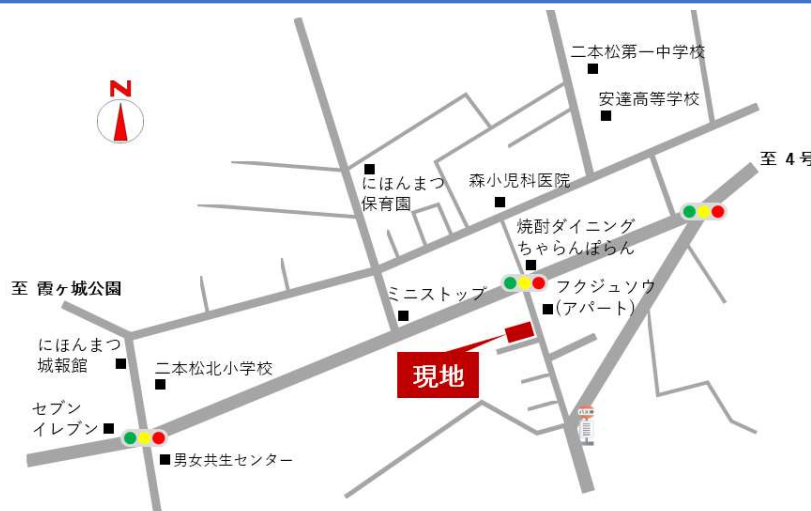 二本松第一中学校
N
安達高等学校
至 4号
にほんまつ
保育園
森小児科医院
焼酎ダイニング
ちゃらんぽらん
至 霞ヶ城公園
ミニストップ
フクジュソウ
(アパート)
にほんまつ
城報館
二本松北小学校
現地
セブン
イレブン
男女共生センター